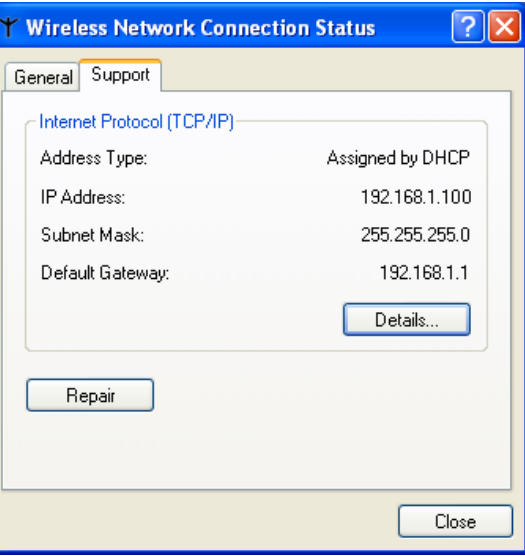 Wireless Network Connection Status
General Support
Internet Protocol (TCP/IP)
Address Type: Assigned by DHCP
IP Address: 192.168.1.100
Subnet Mask: 255.255.255.0
Default Gateway: 192.168.1.1
Details...
Repair
Close